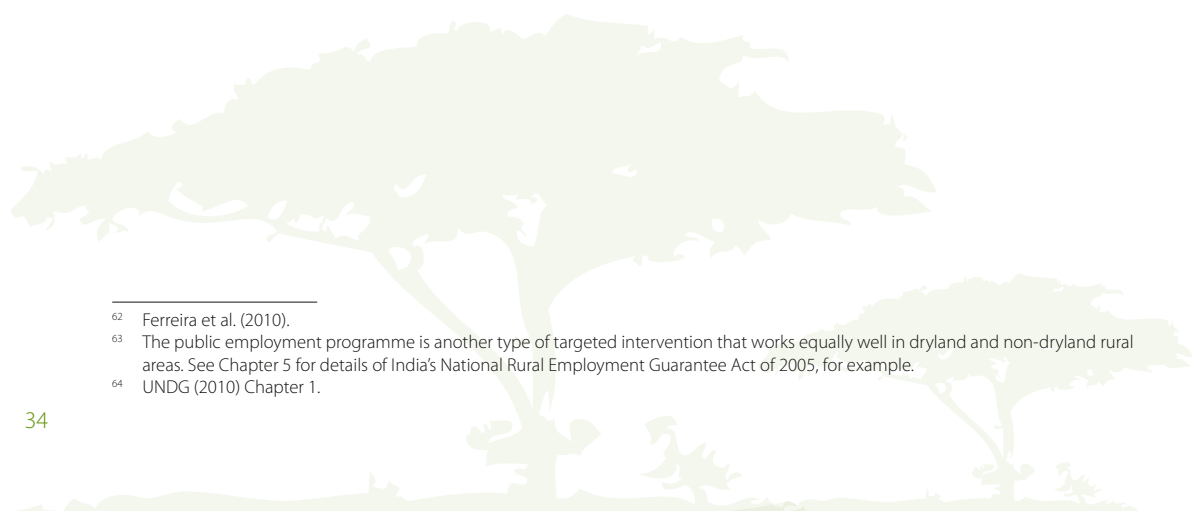 62 Ferreira et al. (2010).
63 The public employment programme is another type of targeted intervention that works equally well in dryland and non-dryland rural
areas. See Chapter 5 for details of India’s National Rural Employment Guarantee Act of 2005, for example.
64 UNDG (2010) Chapter 1.
34